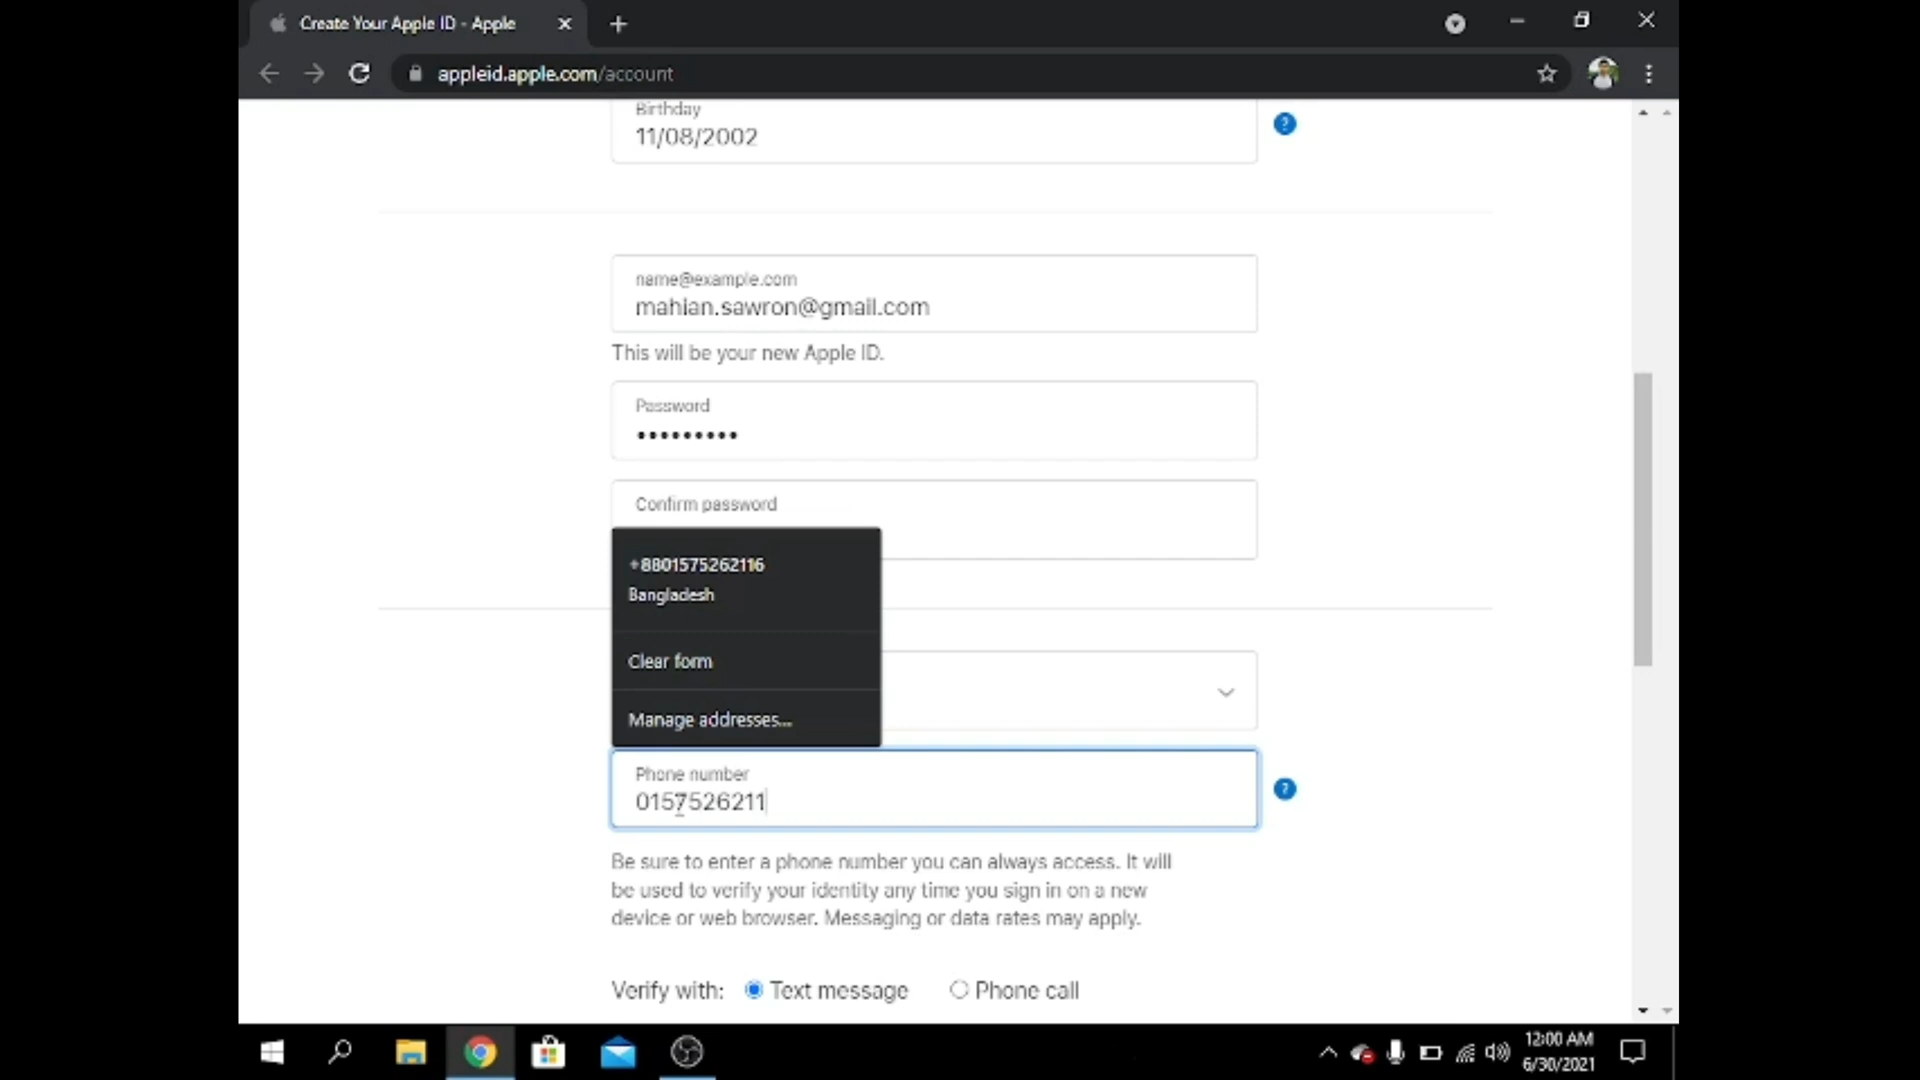 Create Your Apple ID - Apple
appleid.apple.com/account
Birthday
11/08/2002
name@example.com
mahian.sawron@gmail.com
This will be your new Apple ID.
Password
•••••••••
Confirm password
+8801575262116
Bangladesh
Clear form
Manage addresses...
Phone number
0157526211
Be sure to enter a phone number you can always access. It will
be used to verify your identity any time you sign in on a new
device or web browser. Messaging or data rates may apply.
Verify with: Text message Phone call
12:00 AM
6/30/2021